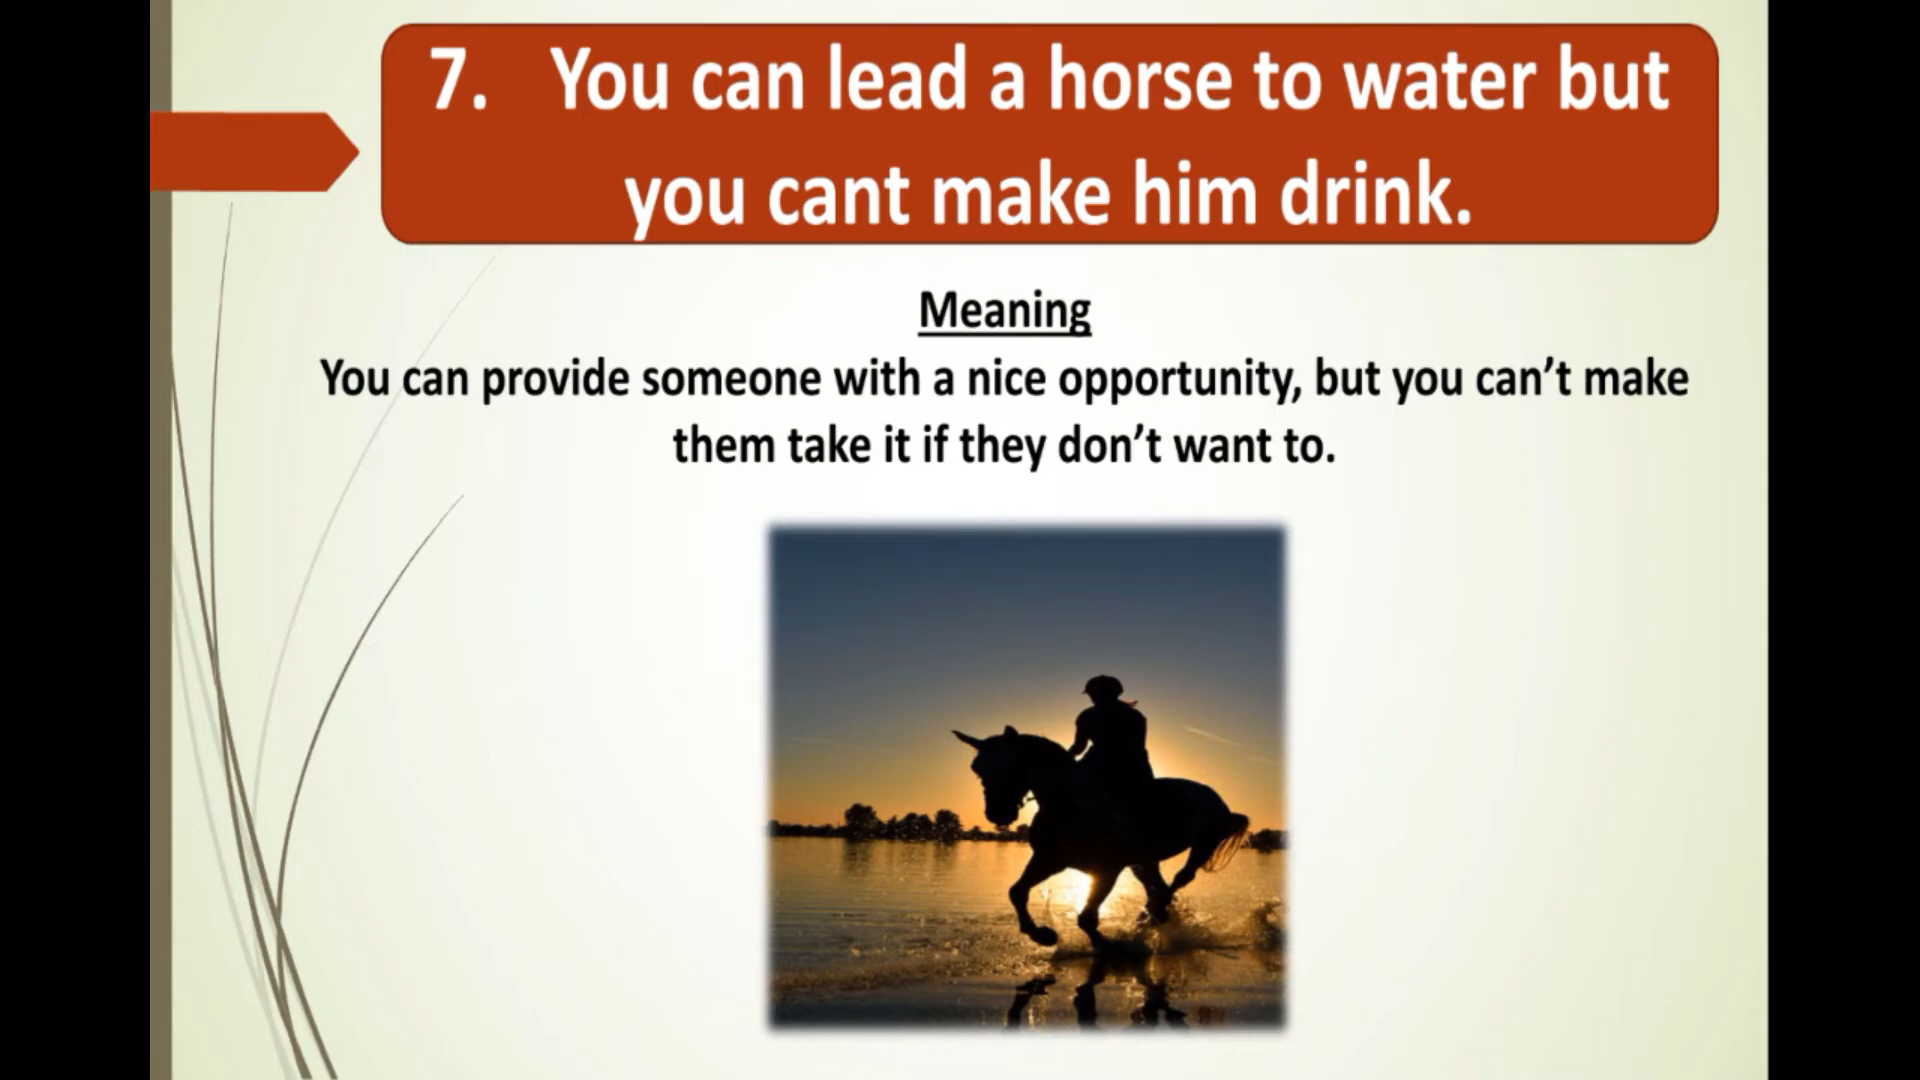 7. You can lead a horse to water but
you cant make him drink.
Meaning
You can provide someone with a nice opportunity, but you can’t make
them take it if they don’t want to.